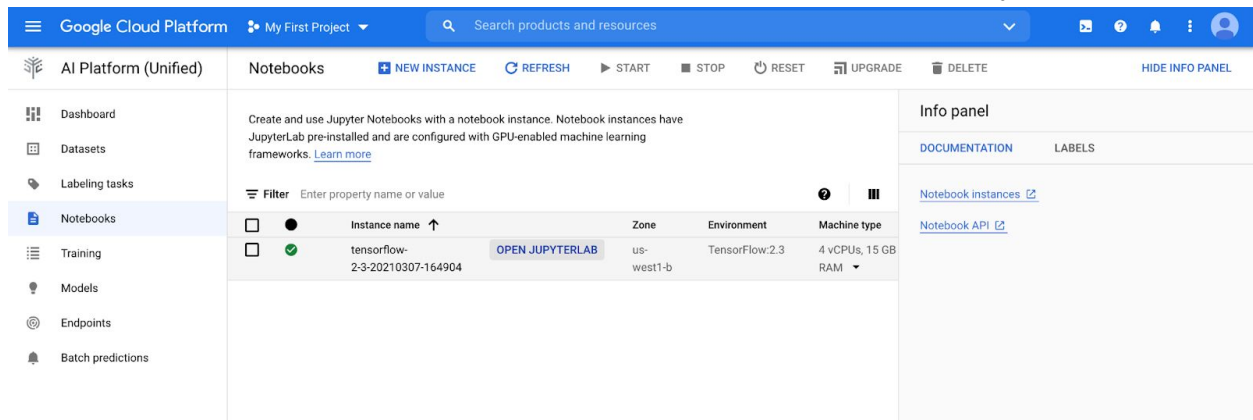 Google Cloud Platform My First Project Search products and resources
AI Platform (Unified)
Dashboard
Datasets
Labeling tasks
Notebooks
Training
Models
Endpoints
Batch predictions
Notebooks NEW INSTANCE REFRESH START STOP RESET UPGRADE DELETE HIDE INFO PANEL
Create and use Jupyter Notebooks with a notebook instance. Notebook instances have
JupyterLab pre-installed and are configured with GPU-enabled machine learning
frameworks. Learn more
Filter Enter property name or value
Instance name Zone Environment Machine type
tensorflow- OPEN JUPYTERLAB us- TensorFlow:2.3 4 vCPUs, 15 GB
2-3-20210307-164904 west1-b RAM
Info panel
DOCUMENTATION LABELS
Notebook instances
Notebook API